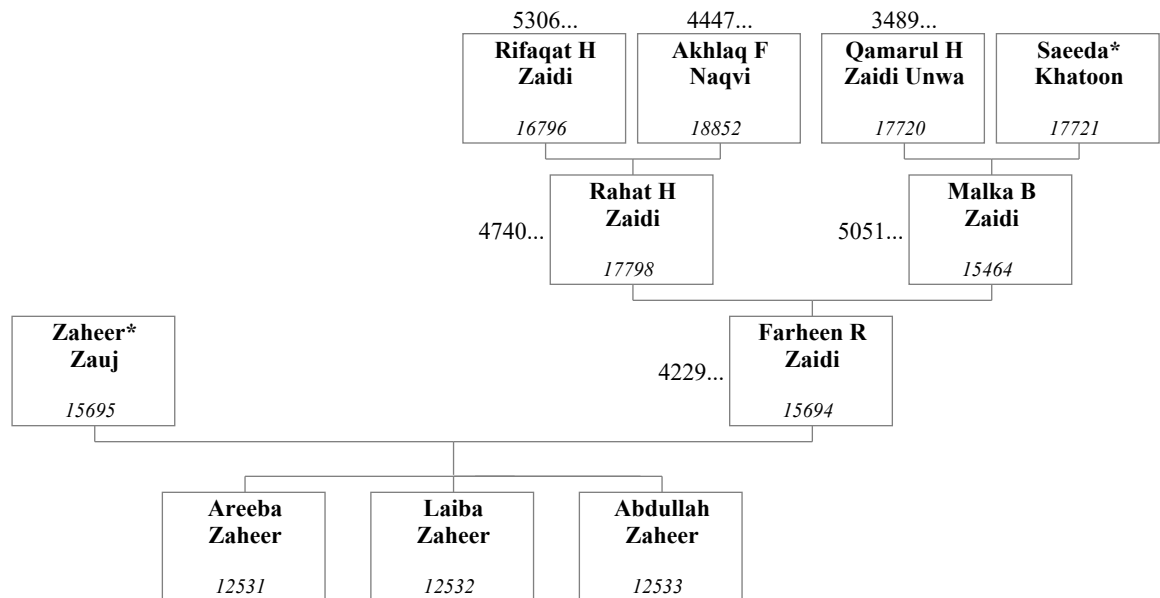 5306...
4447...
3489...
Rifaqat H
Zaidi
16796
Akhlaq F
Naqvi
18852
Qamarul H
Zaidi Unwa
17720
Saeeda*
Khatoon
17721
4740...
Rahat H
Zaidi
17798
5051...
Malka B
Zaidi
15464
Zaheer*
Zauj
15695
4229...
Farheen R
Zaidi
15694
Areeba
Zaheer
12531
Laiba
Zaheer
12532
Abdullah
Zaheer
12533